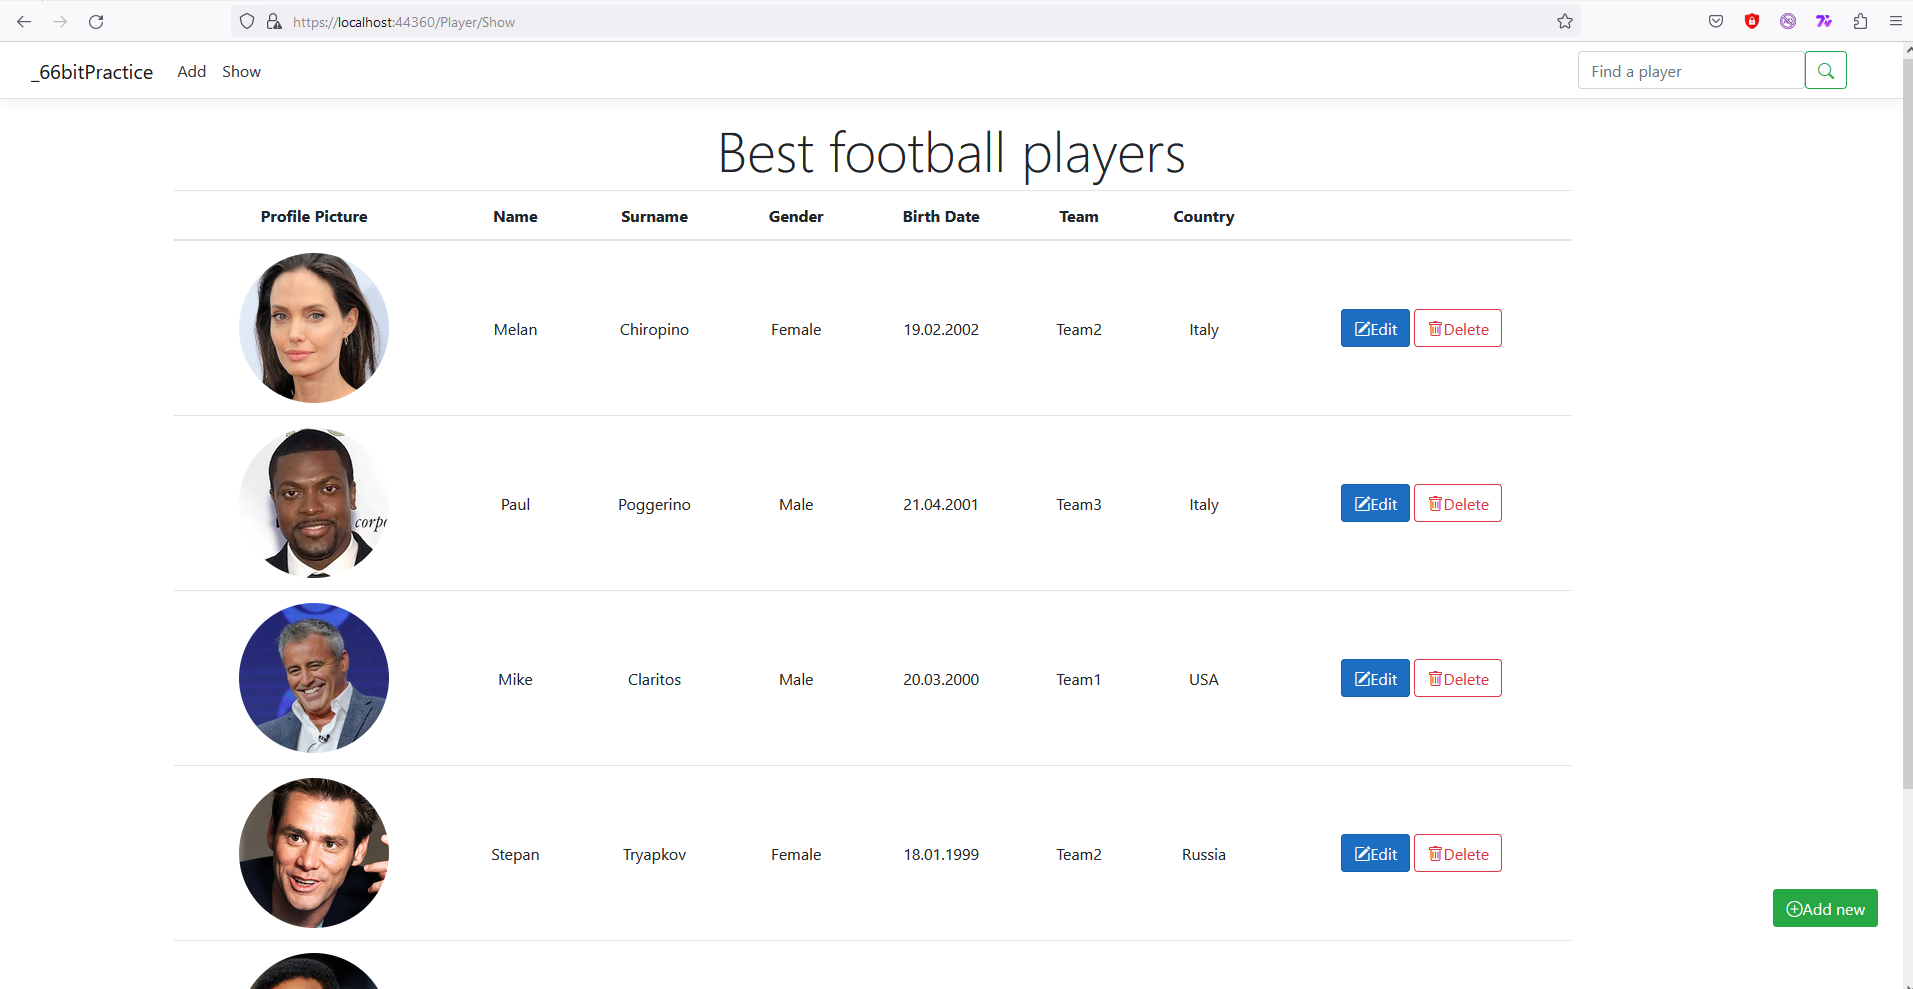 https://localhost:44360/Player/Show
_66bitPractice Add Show Find a player
Best football players
Profile Picture Name Surname Gender Birth Date Team Country
Melan Chiropino Female 19.02.2002 Team2 Italy Edit Delete
corpo
Paul Poggerino Male 21.04.2001 Team3 Italy Edit Delete
Mike Claritos Male 20.03.2000 Team1 USA Edit Delete
Stepan Tryapkov Female 18.01.1999 Team2 Russia Edit Delete
Add new